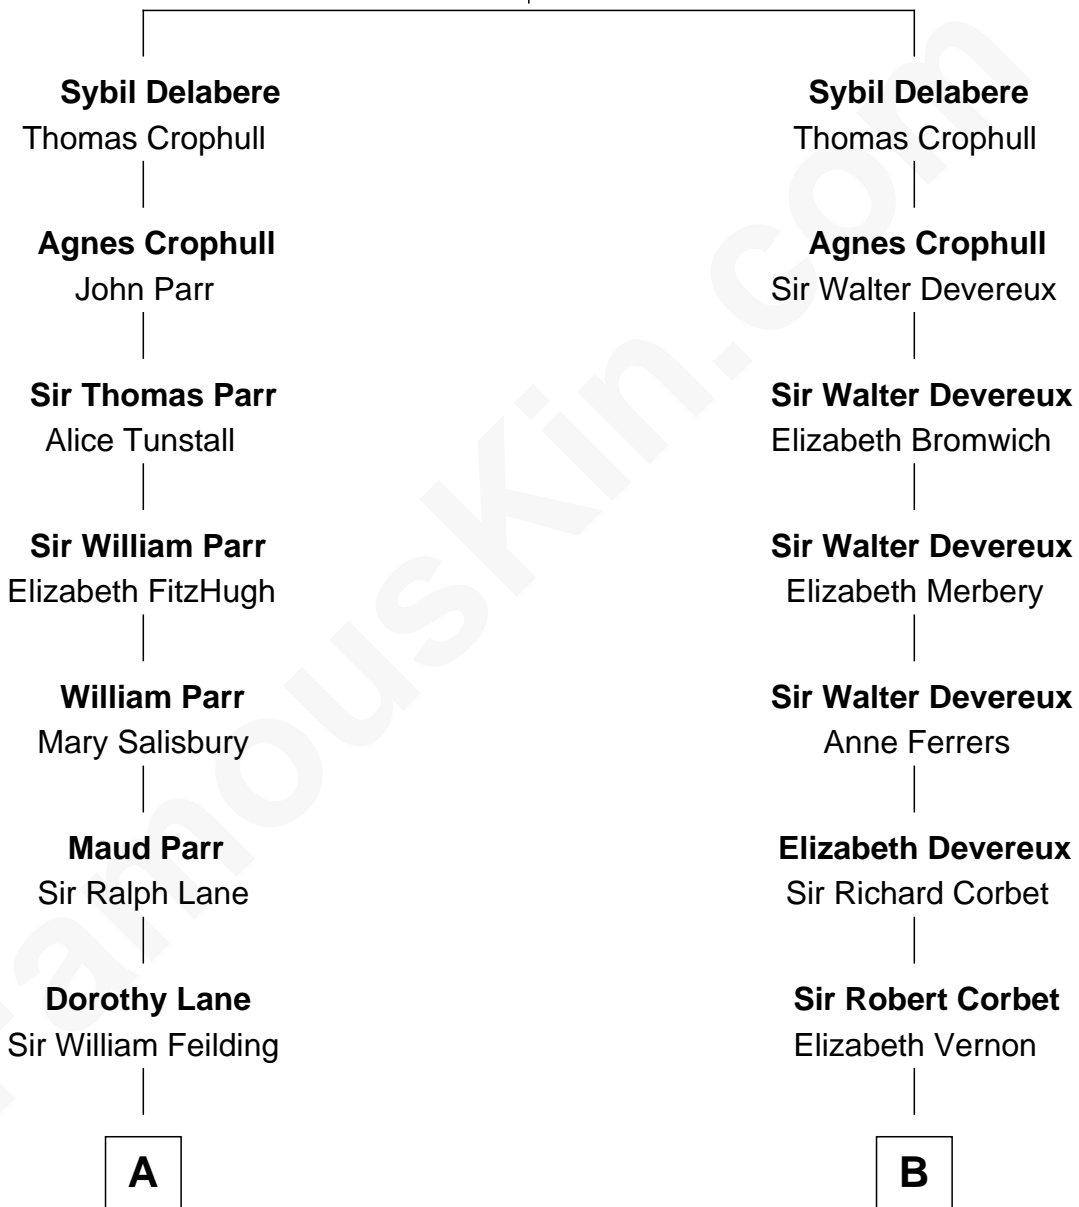 Sybil Delabere
Thomas Crophull
Agnes Crophull
John Parr
Sir Thomas Parr
Alice Tunstall
Sir William Parr
Elizabeth FitzHugh
William Parr
Mary Salisbury
Maud Parr
Sir Ralph Lane
Dorothy Lane
Sir William Feilding
A
Sybil Delabere
Thomas Crophull
Agnes Crophull
Sir Walter Devereux
Sir Walter Devereux
Elizabeth Bromwich
Sir Walter Devereux
Elizabeth Merbery
Sir Walter Devereux
Anne Ferrers
Elizabeth Devereux
Sir Richard Corbet
Sir Robert Corbet
Elizabeth Vernon
B
FamousKin.com